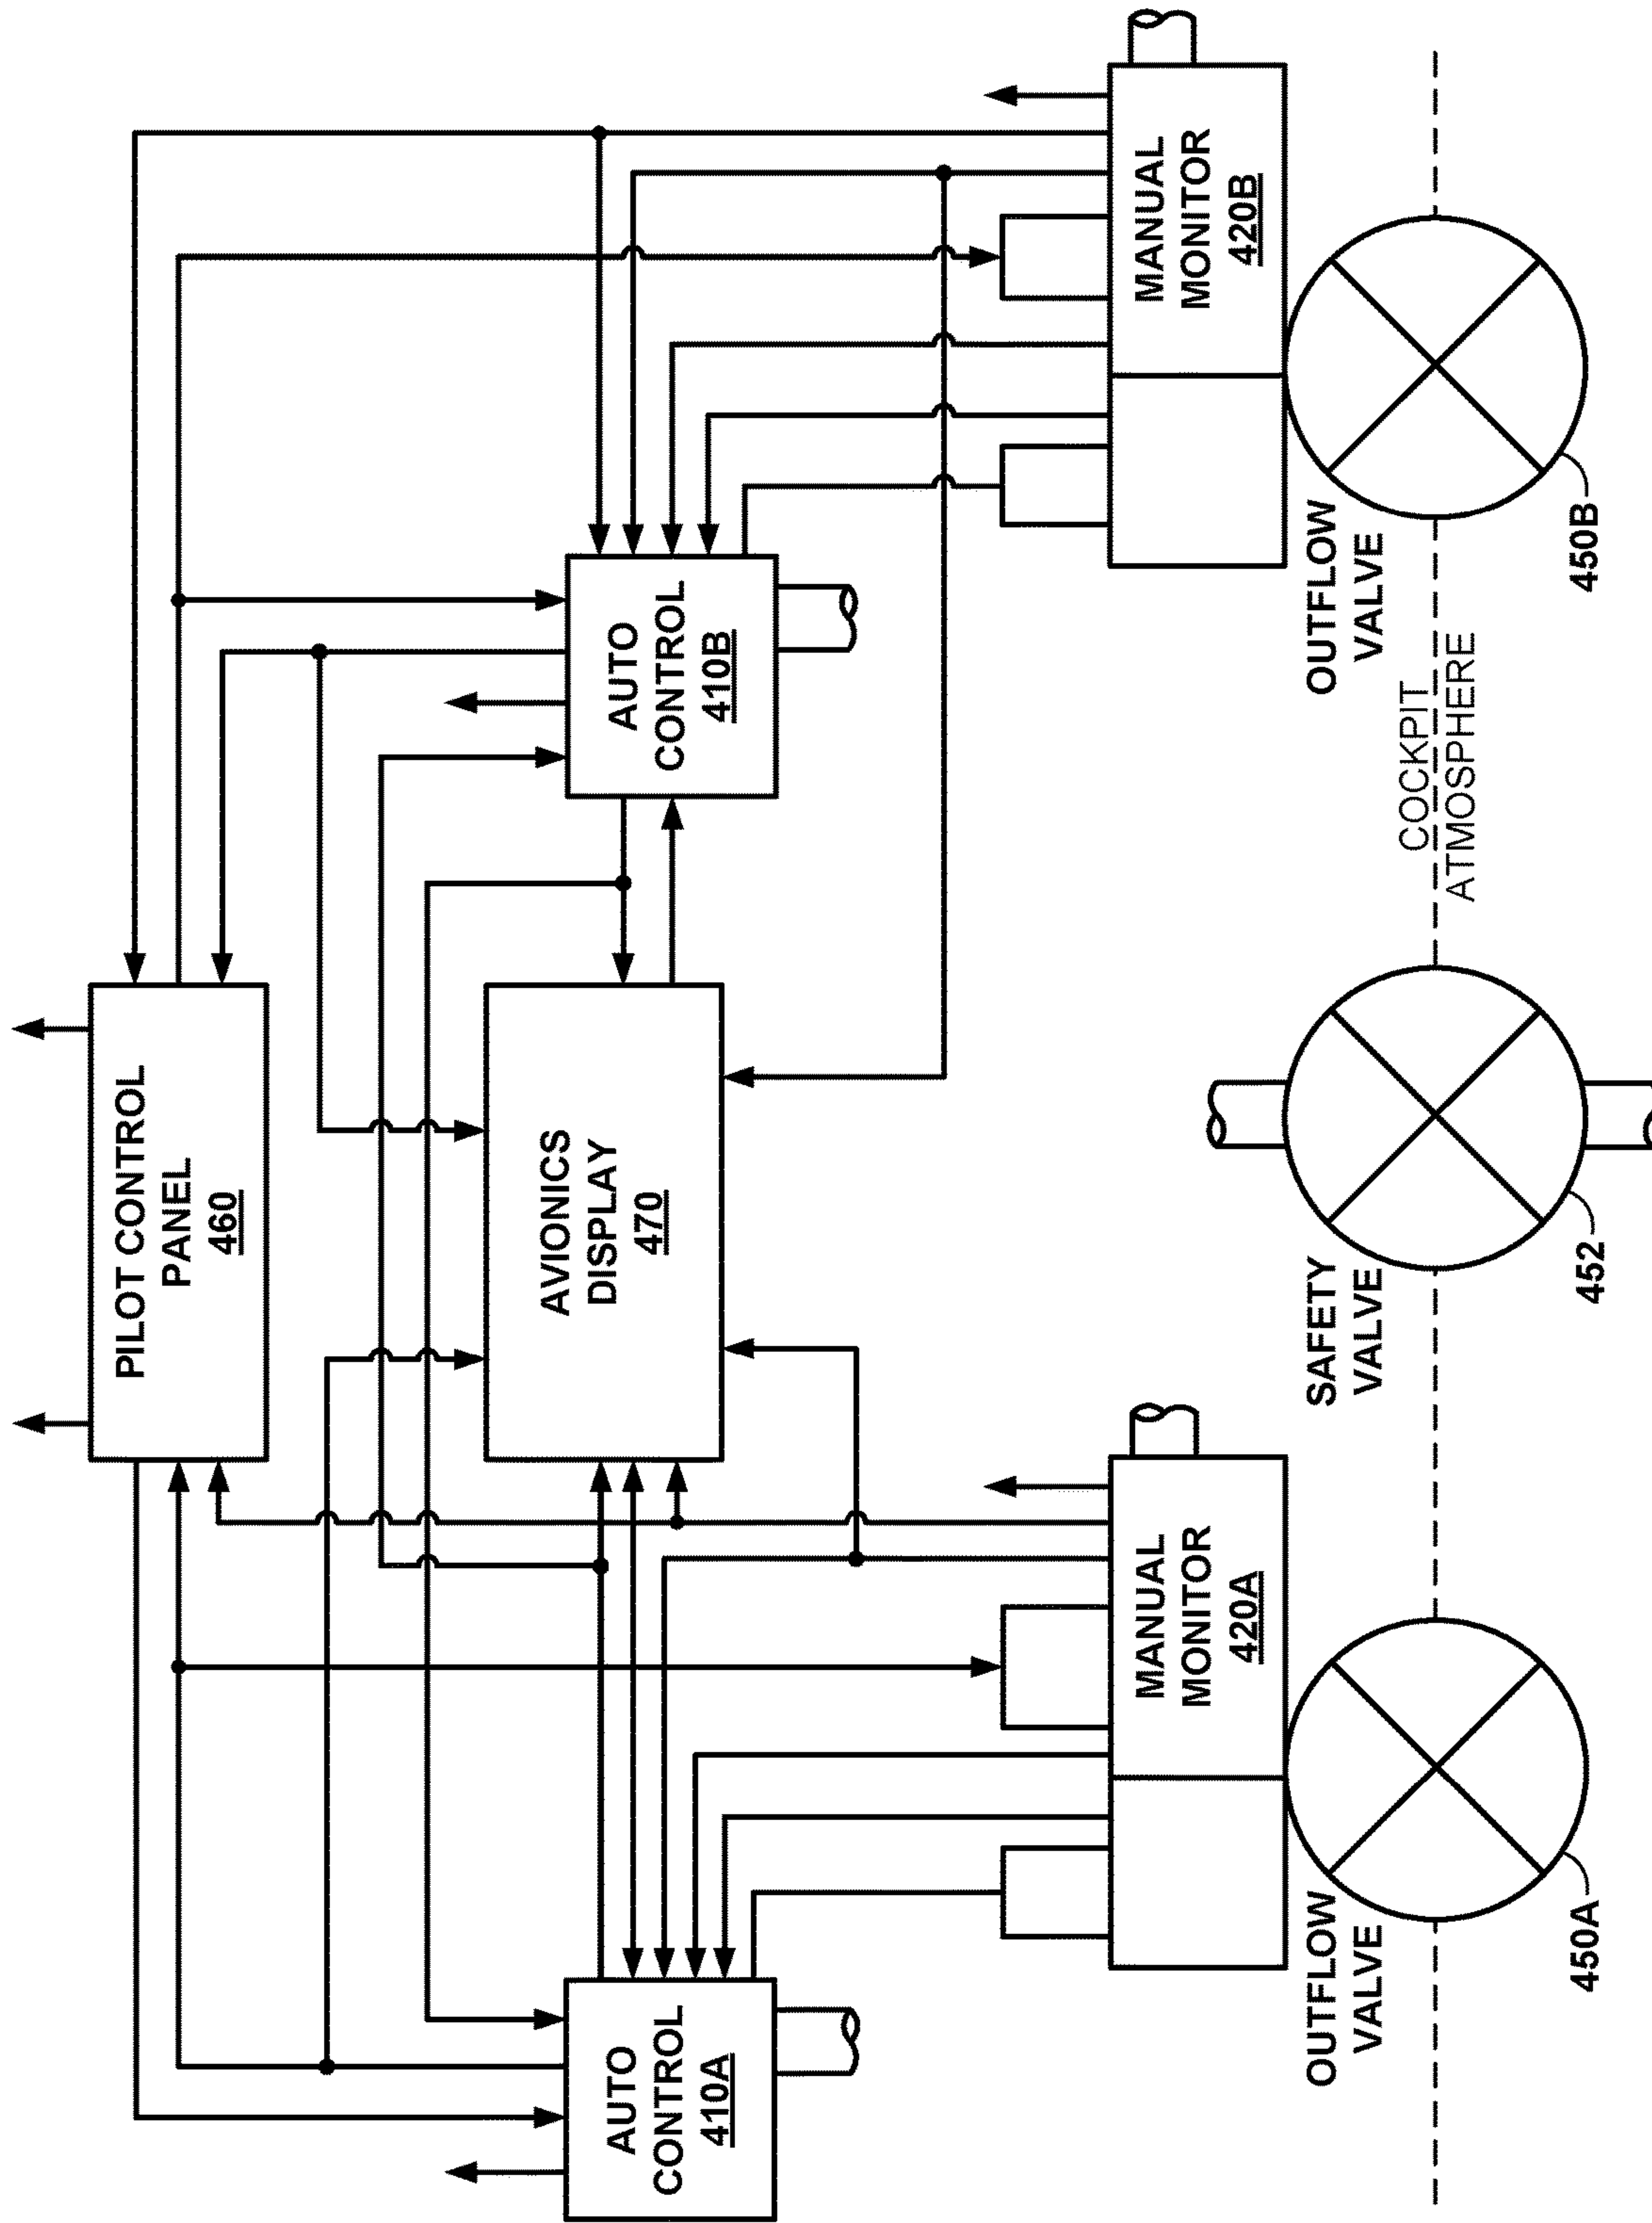 PILOT CONTROL
PANEL
460
AUTO
CONTROL
410A
AVIONICS
DISPLAY
470
AUTO
CONTROL
410B
MANUAL
MONITOR
420A
MANUAL
MONITOR
420B
OUTFLOW
VALVE
450A
SAFETY
VALVE
452
COCKPIT
ATMOSPHERE
OUTFLOW
VALVE
450B